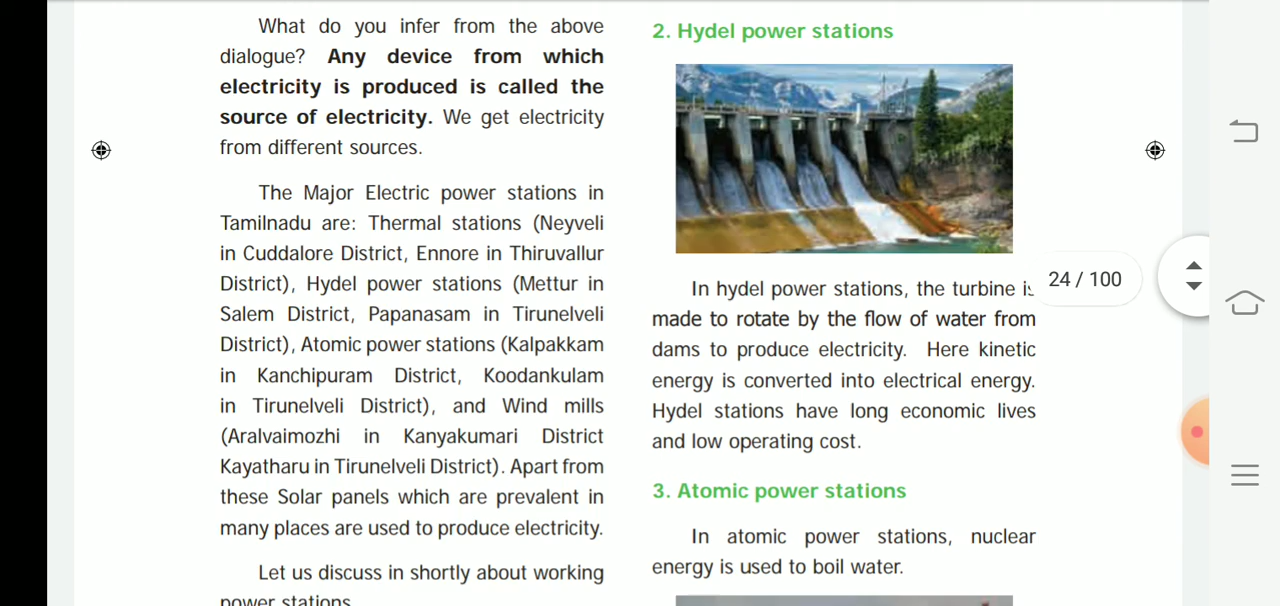 What do you infer from the above
dialogue? Any device from which
electricity is produced is called the
source of electricity. We get electricity
from different sources.
The Major Electric power stations in
Tamilnadu are: Thermal stations (Neyveli
in Cuddalore District, Ennore in Thiruvallur
District), Hydel power stations (Mettur in
Salem District, Papanasam in Tirunelveli
District), Atomic power stations (Kalpakkam
in Kanchipuram District, Koodankulam
in Tirunelveli District), and Wind mills
(Aralvaimozhi in Kanyakumari District
Kayatharu in Tirunelveli District). Apart from
these Solar panels which are prevalent in
many places are used to produce electricity.
Let us discuss in shortly about working
power stations
2. Hydel power stations
In hydel power stations, the turbine is
made to rotate by the flow of water from
dams to produce electricity. Here kinetic
energy is converted into electrical energy.
Hydel stations have long economic lives
and low operating cost.
3. Atomic power stations
In atomic power stations, nuclear
energy is used to boil water.
24 / 100